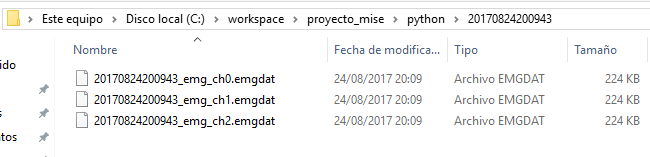 Este equipo > Disco local (C:) > workspace > proyecto_mise > python > 20170824200943
Nombre Fecha de modifica... Tipo Tamaño
20170824200943_emg_ch0.emgdat 24/08/2017 20:09 Archivo EMGDAT 224 KB
20170824200943_emg_ch1.emgdat 24/08/2017 20:09 Archivo EMGDAT 224 KB
20170824200943_emg_ch2.emgdat 24/08/2017 20:09 Archivo EMGDAT 224 KB
ido
ntos